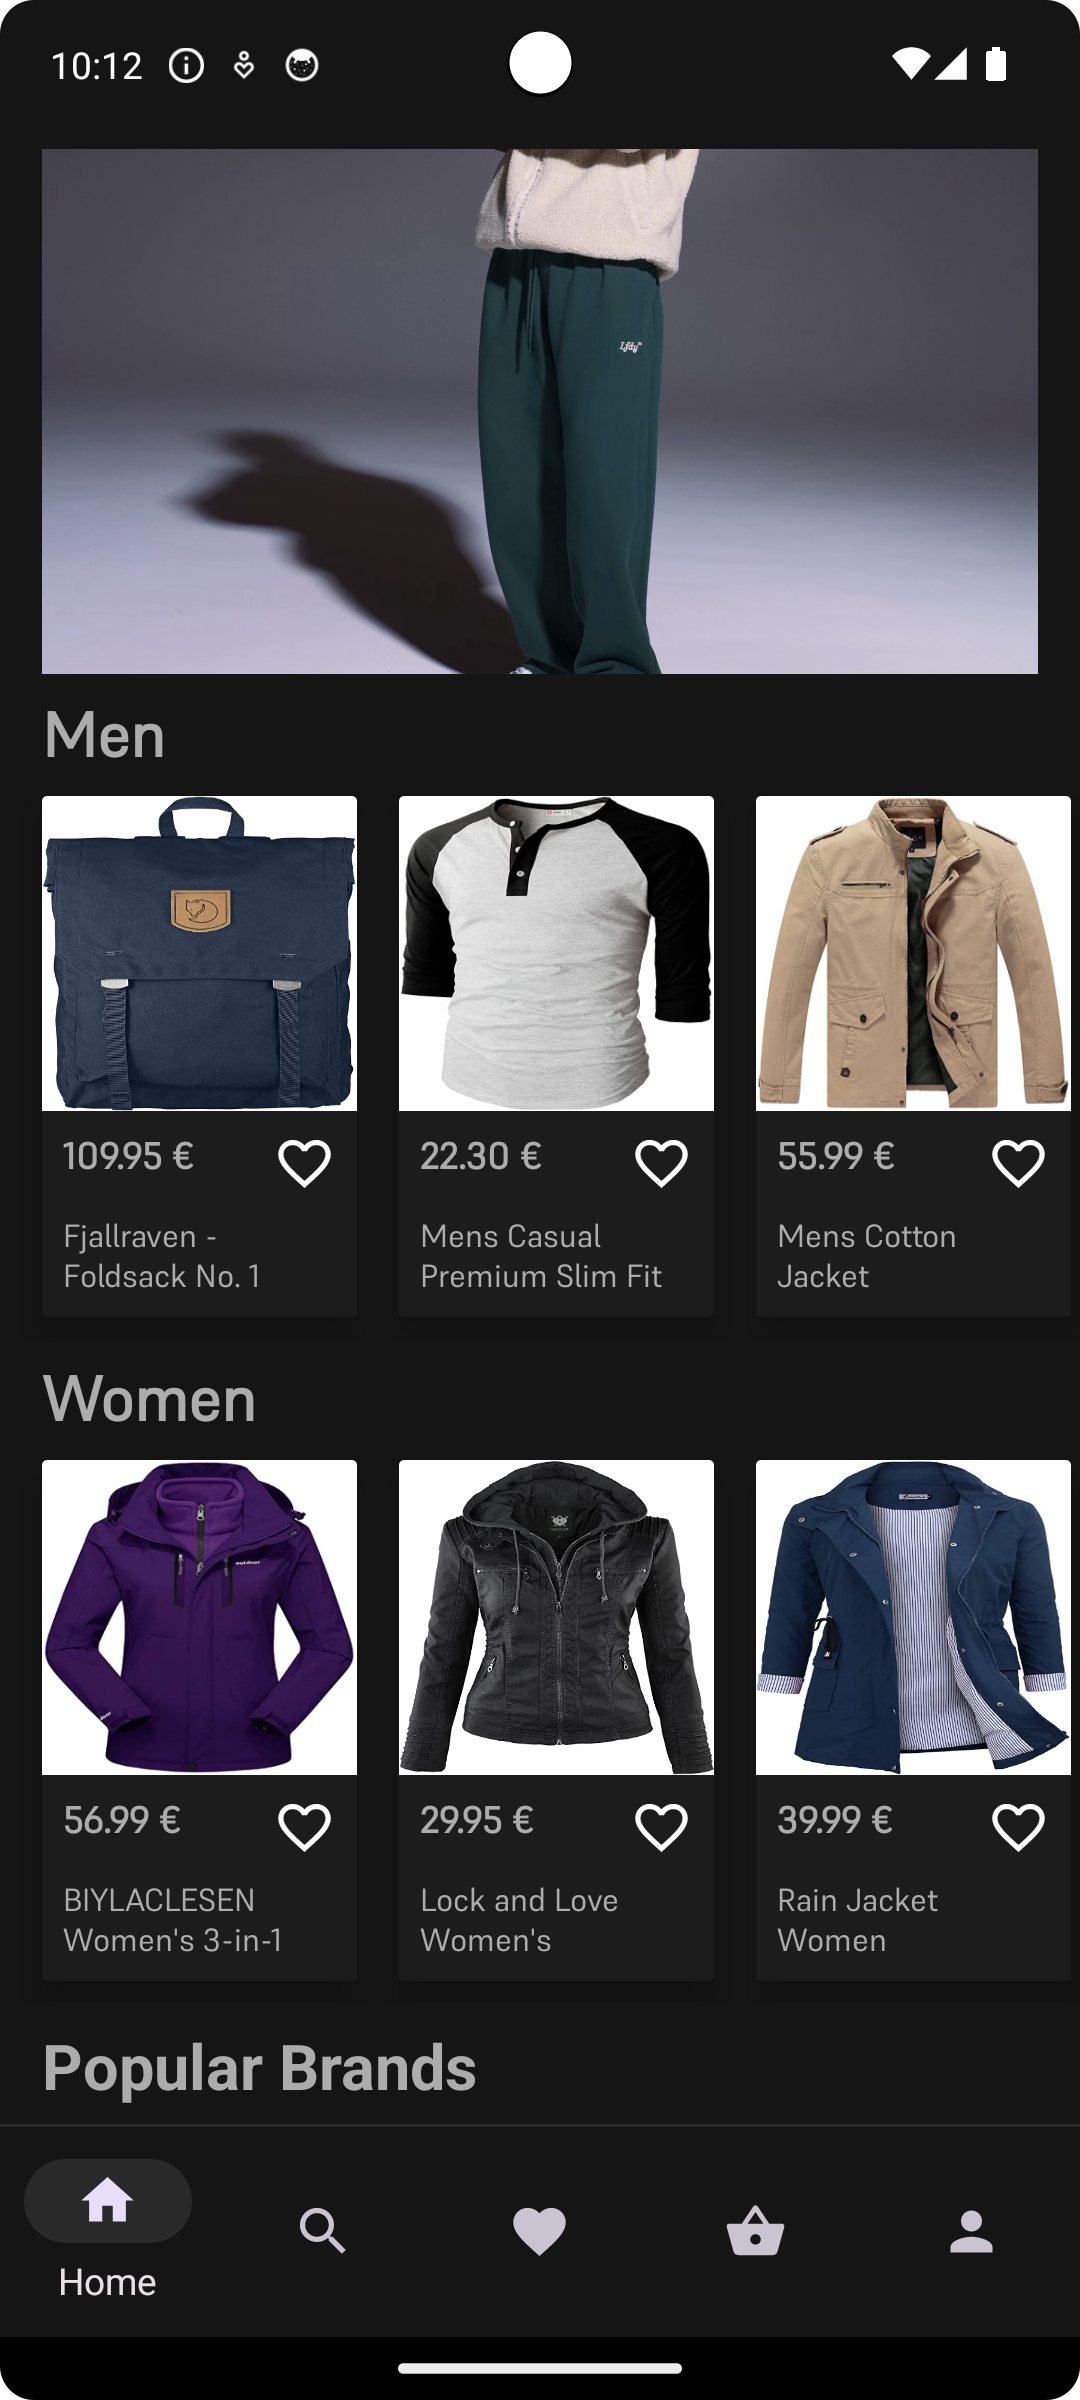 10:12
Lfdy
Men
109.95 €
22.30 €
55.99 €
Fjallraven -
Foldsack No. 1
Mens Casual
Premium Slim Fit
Mens Cotton
Jacket
Women
outdoor
56.99 €
29.95 €
39.99 €
BIYLACLESEN
Women's 3-in-1
Lock and Love
Women's
Rain Jacket
Women
Popular Brands
Home